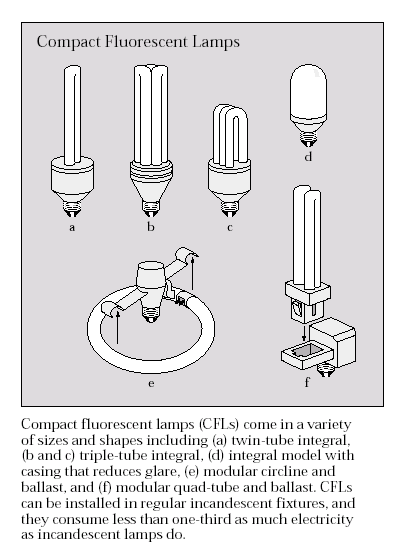 Compact Fluorescent Lamps
a
b
c
d
e
f
Compact fluorescent lamps (CFLs) come in a variety
of sizes and shapes including (a) twin-tube integral,
(b and c) triple-tube integral, (d) integral model with
casing that reduces glare, (e) modular circline and
ballast, and (f) modular quad-tube and ballast. CFLs
can be installed in regular incandescent fixtures, and
they consume less than one-third as much electricity
as incandescent lamps do.